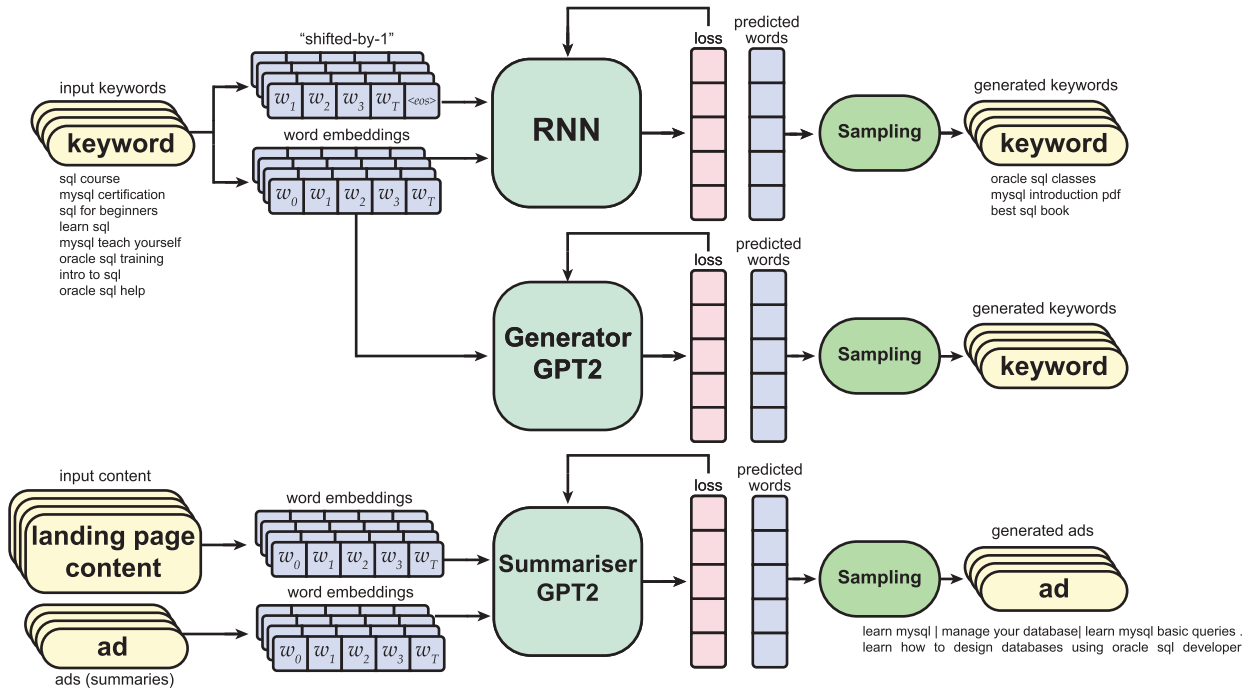 "shifted-by-1"
input keywords
keyword
sql course
mysql certification
sql for beginners
learn sql
mysql teach yourself
oracle sql training
intro to sql
oracle sql help
w1 w2 w3 wT <eos>
word embeddings
w0 w1 w2 w3 wT
RNN
loss
predicted
words
Sampling
generated keywords
keyword
oracle sql classes
mysql introduction pdf
best sql book
Generator
GPT2
loss
predicted
words
Sampling
generated keywords
keyword
input content
landing page
content
ad
ads (summaries)
word embeddings
w0 w1 w2 w3 wT
word embeddings
w0 w1 w2 w3 wT
Summariser
GPT2
loss
predicted
words
Sampling
generated ads
ad
learn mysql | manage your database| learn mysql basic queries .
learn how to design databases using oracle sql developer